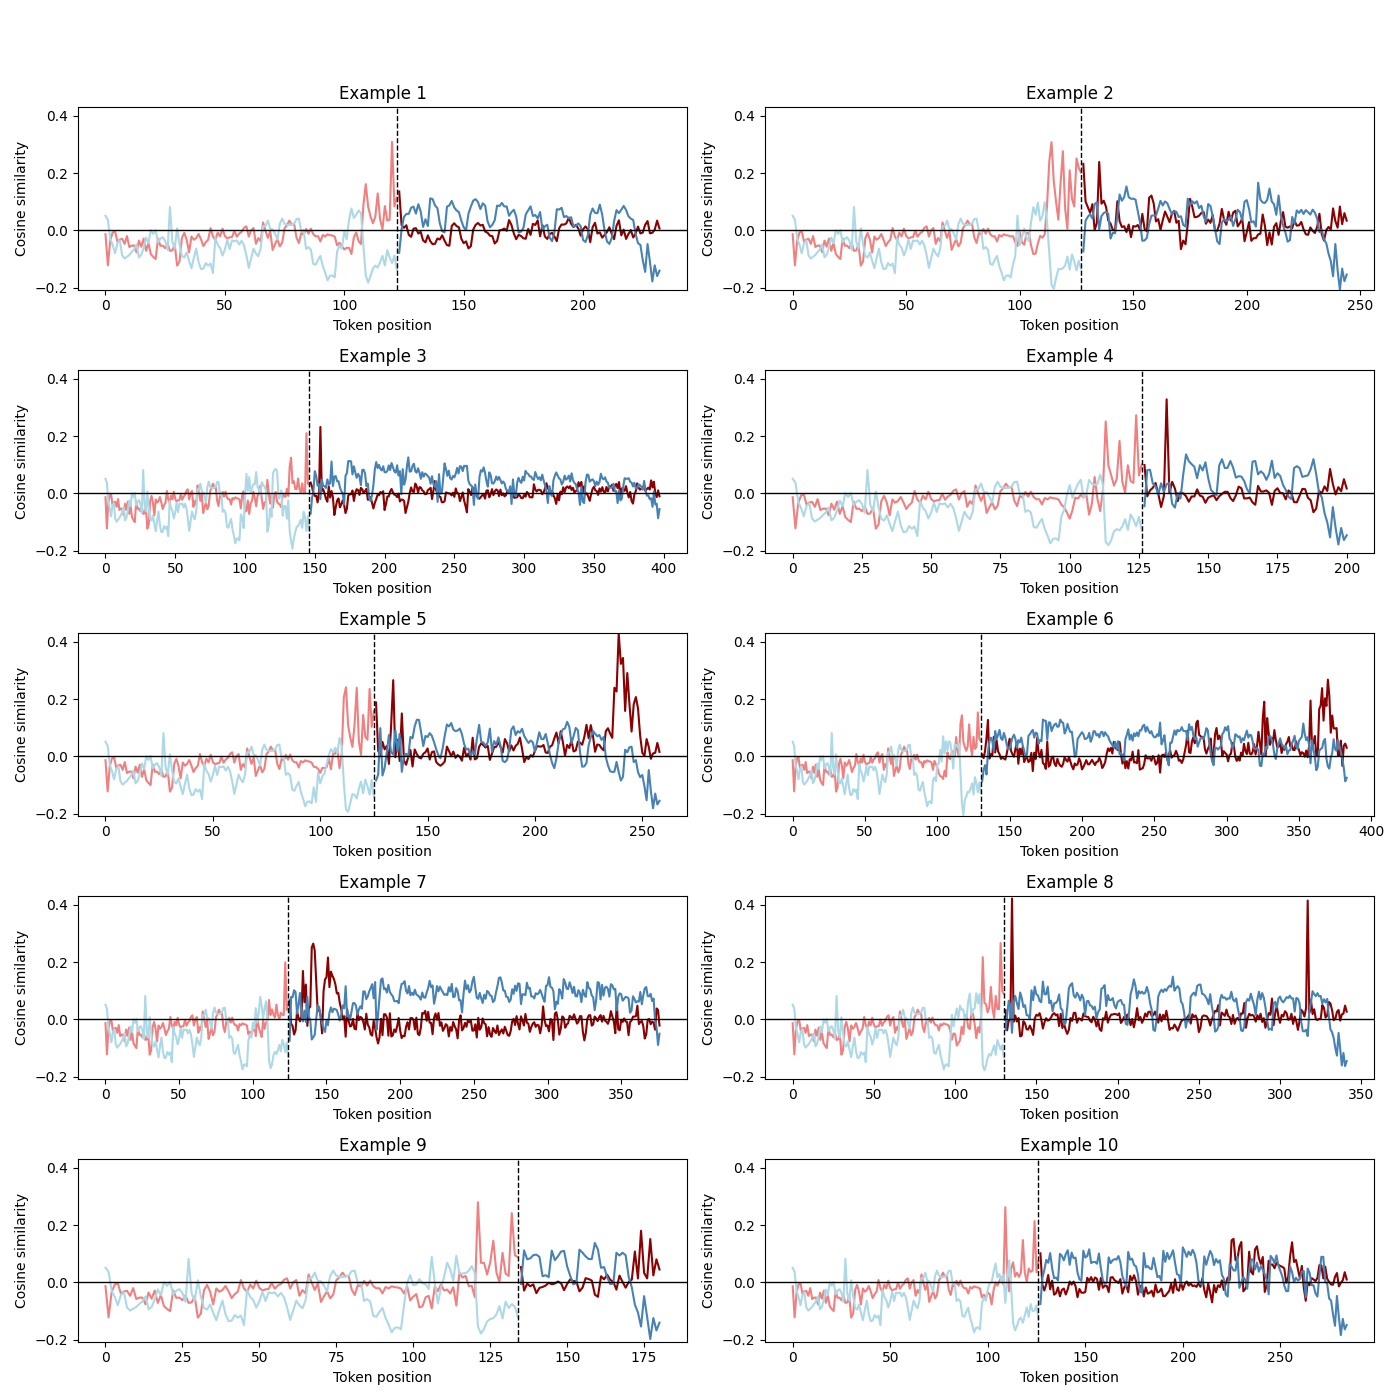 Example 1
0.4
0.2
0.0
−0.2
Cosine similarity
0 50 100 150 200
Token position
Example 2
0.4
0.2
0.0
−0.2
Cosine similarity
0 50 100 150 200 250
Token position
Example 3
0.4
0.2
0.0
−0.2
Cosine similarity
0 50 100 150 200 250 300 350 400
Token position
Example 4
0.4
0.2
0.0
−0.2
Cosine similarity
0 25 50 75 100 125 150 175 200
Token position
Example 5
0.4
0.2
0.0
−0.2
Cosine similarity
0 50 100 150 200 250
Token position
Example 6
0.4
0.2
0.0
−0.2
Cosine similarity
0 50 100 150 200 250 300 350 400
Token position
Example 7
0.4
0.2
0.0
−0.2
Cosine similarity
0 50 100 150 200 250 300 350
Token position
Example 8
0.4
0.2
0.0
−0.2
Cosine similarity
0 50 100 150 200 250 300 350
Token position
Example 9
0.4
0.2
0.0
−0.2
Cosine similarity
0 25 50 75 100 125 150 175
Token position
Example 10
0.4
0.2
0.0
−0.2
Cosine similarity
0 50 100 150 200 250
Token position